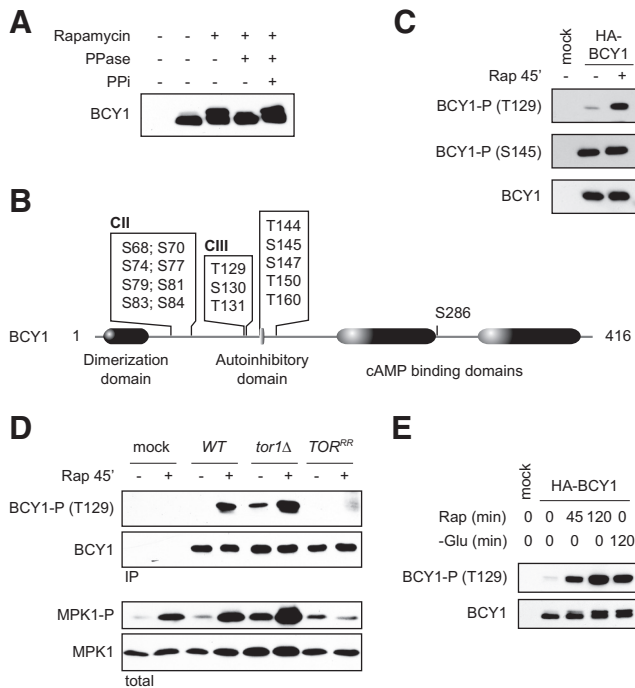 A
Rapamycin - - + + +
PPase - - - + +
PPi - - - - +
BCY1
B
CII
S68; S70
S74; S77
S79; S81
S83; S84
CIII
T129
S130
T131
T144
S145
S147
T150
T160
S286
BCY1 1 416
Dimerization domain
Autoinhibitory domain
cAMP binding domains
C
mock
HA-
BCY1
Rap 45' - - +
BCY1-P (T129)
BCY1-P (S145)
BCY1
D
mock WT tor1Δ TOR^RR
Rap 45' - + - + - + - +
BCY1-P (T129)
BCY1
IP
MPK1-P
MPK1
total
E
mock
HA-BCY1
Rap (min) 0 0 45 120 0
-Glu (min) 0 0 0 0 120
BCY1-P (T129)
BCY1